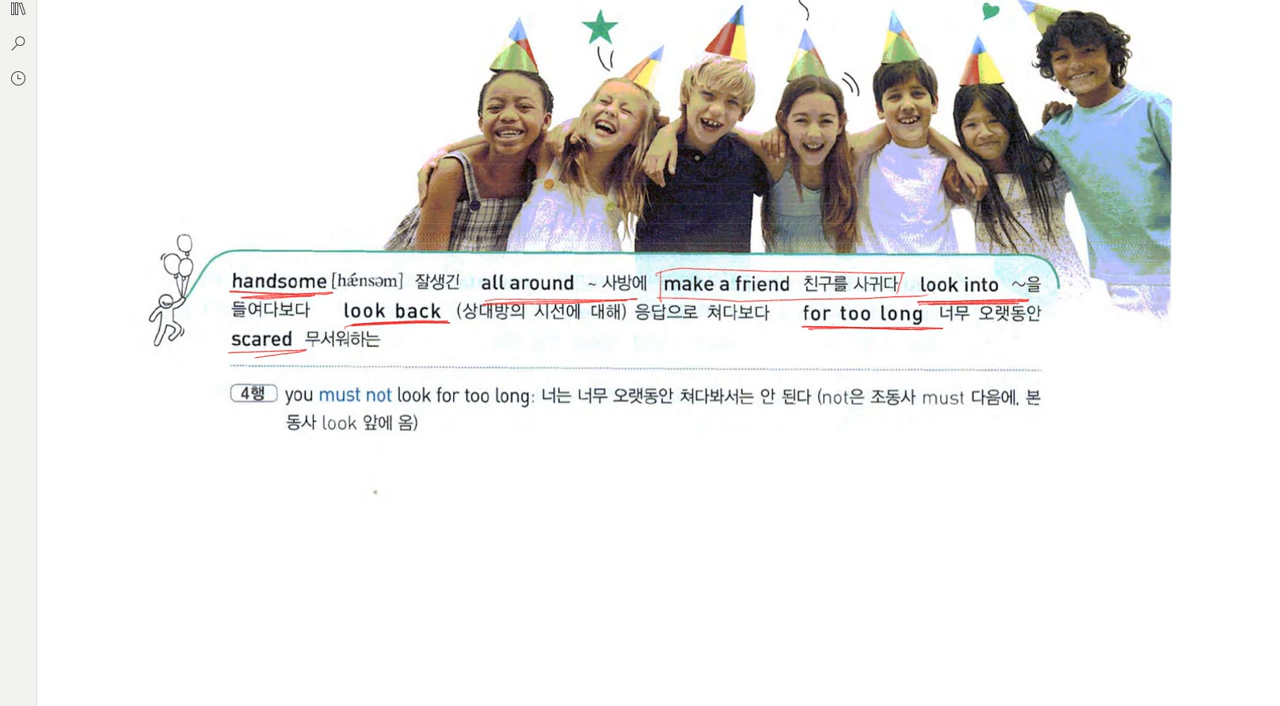 handsome [hǽnsəm] 잘생긴 all around ~ 사방에 make a friend 친구를 사귀다 look into ~을
들여다보다 look back (상대방의 시선에 대해) 응답으로 쳐다보다 for too long 너무 오랫동안
scared 무서워하는
4행 you must not look for too long: 너는 너무 오랫동안 쳐다봐서는 안 된다 (not은 조동사 must 다음에, 본
동사 look 앞에 옴)